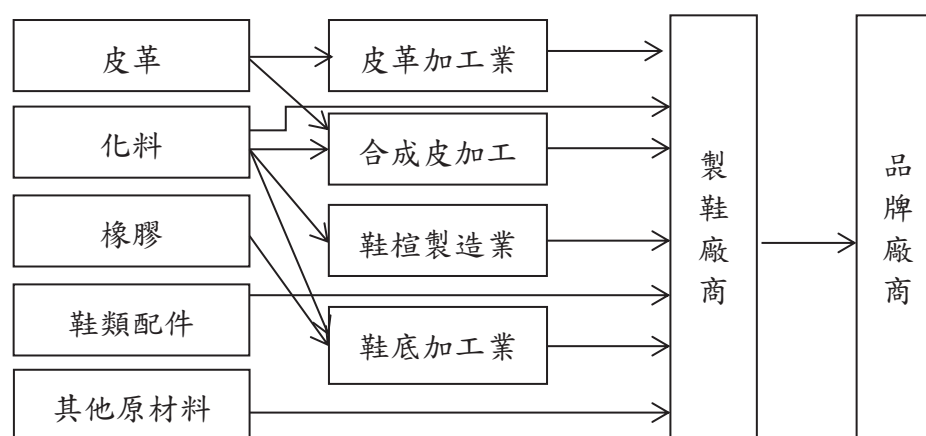 皮革
化料
橡膠
鞋類配件
其他原材料
皮革加工業
合成皮加工
鞋楦製造業
鞋底加工業
製鞋廠商
品牌廠商